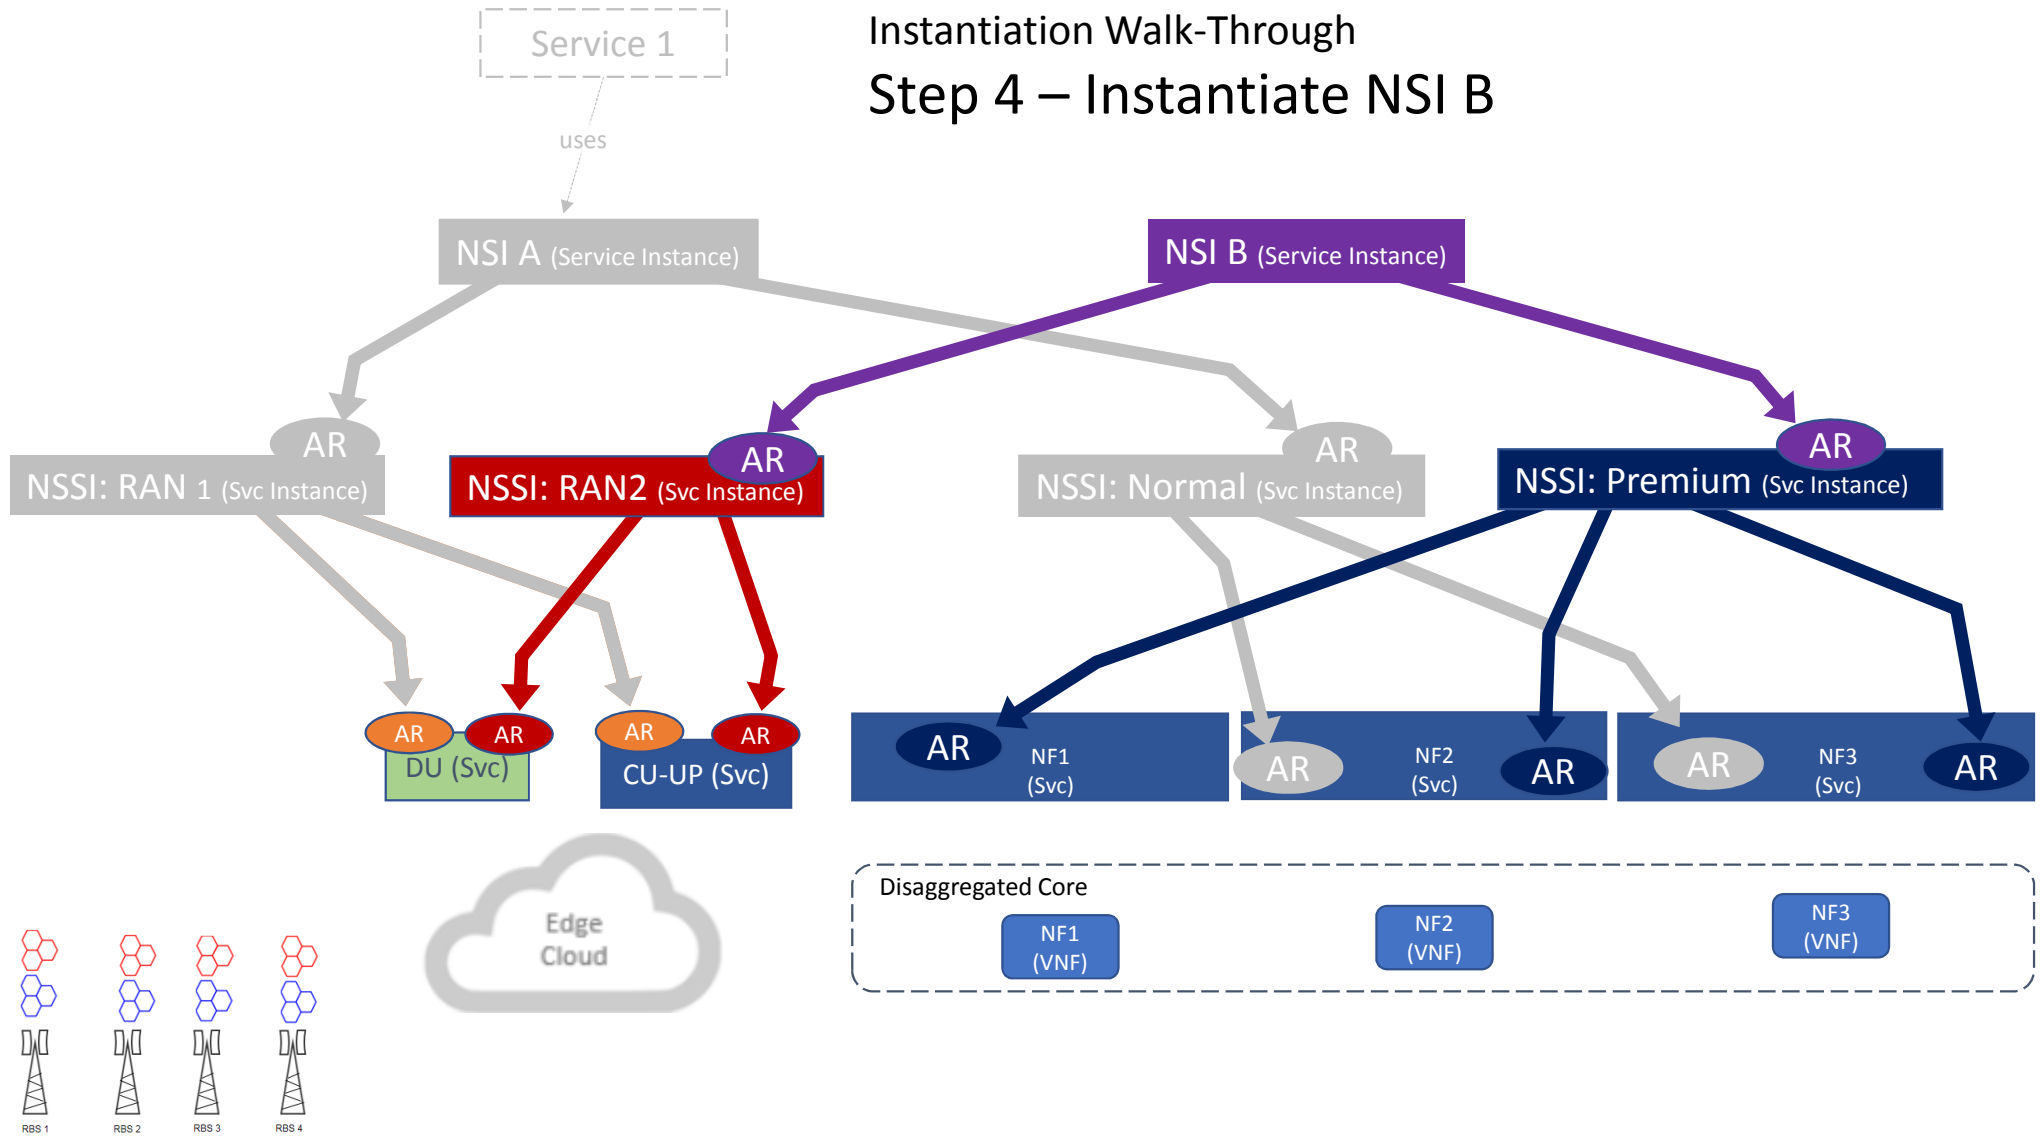 Service 1
Instantiation Walk-Through
Step 4 – Instantiate NSI B
uses
NSI A (Service Instance)
NSI B (Service Instance)
AR
NSSI: RAN 1 (Svc Instance)
AR
NSSI: RAN2 (Svc Instance)
AR
NSSI: Normal (Svc Instance)
AR
NSSI: Premium (Svc Instance)
AR
AR
DU (Svc)
AR
AR
CU-UP (Svc)
AR
NF1
(Svc)
AR
NF2
(Svc)
AR
AR
NF3
(Svc)
AR
Edge
Cloud
Disaggregated Core
NF1
(VNF)
NF2
(VNF)
NF3
(VNF)
RBS 1
RBS 2
RBS 3
RBS 4